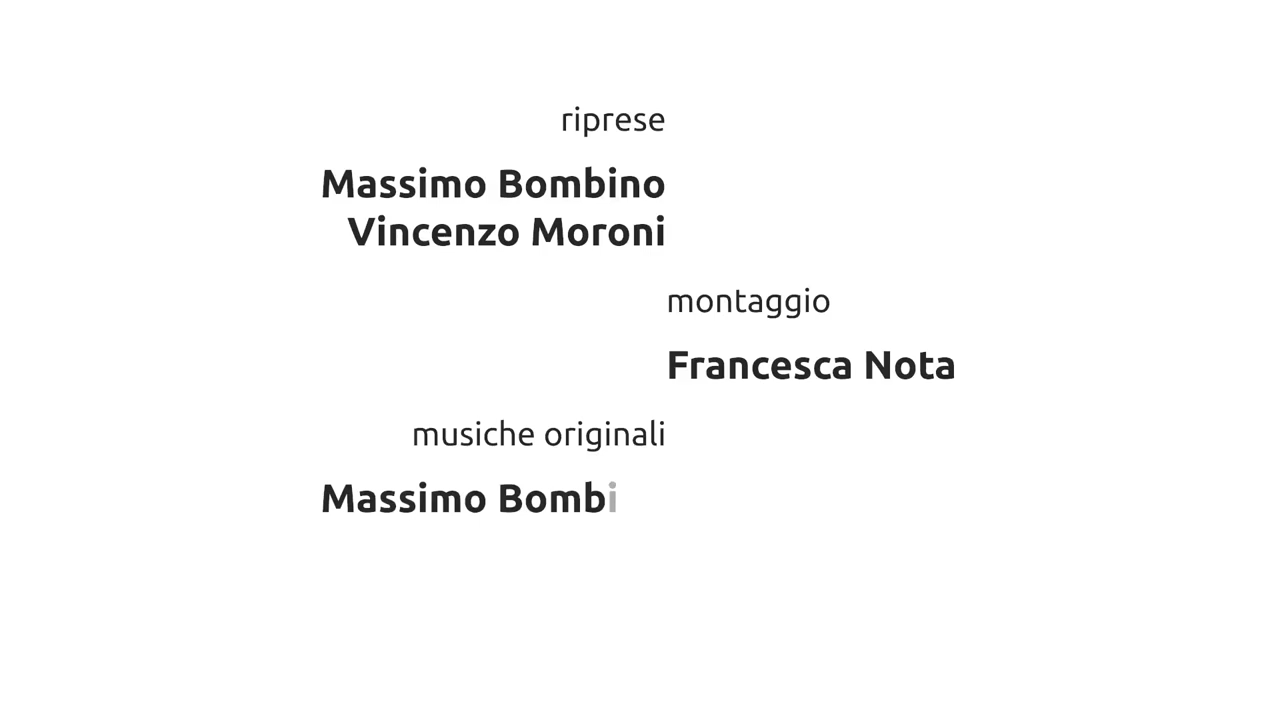 riprese
Massimo Bombino
Vincenzo Moroni
montaggio
Francesca Nota
musiche originali
Massimo Bombi